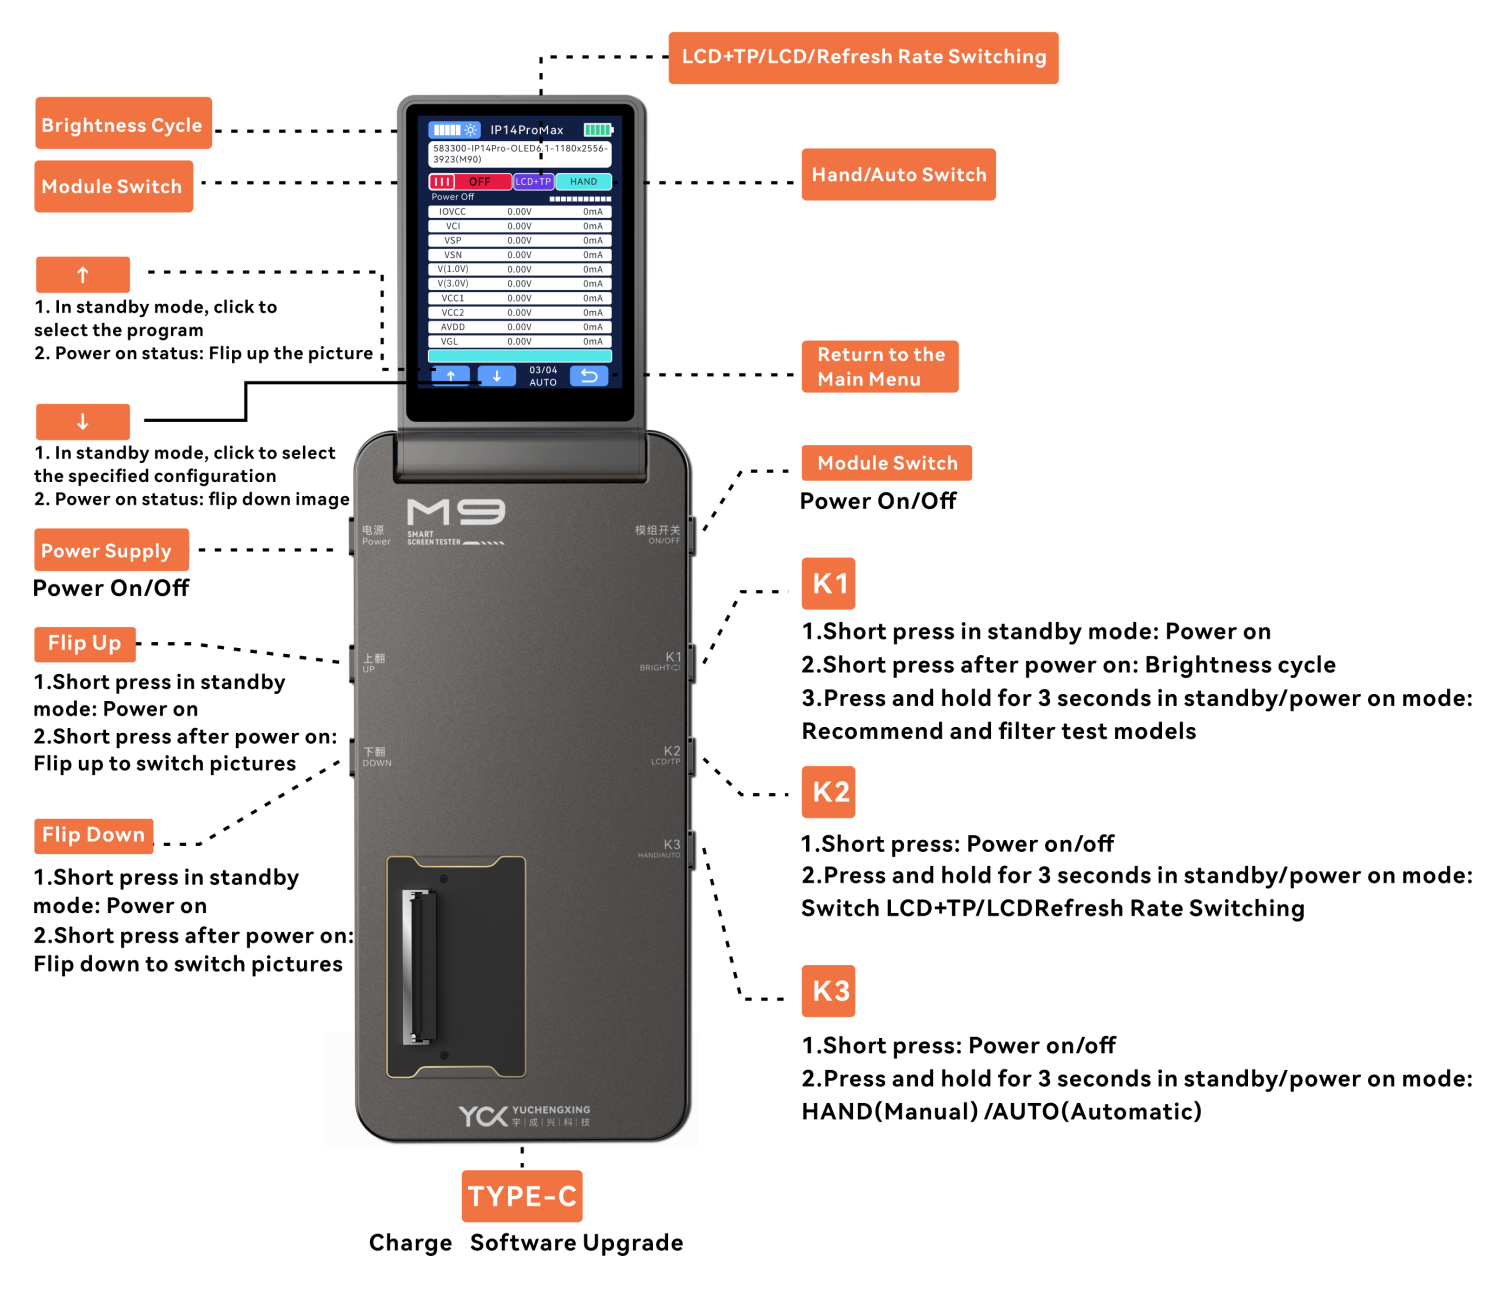 LCD+TP/LCD/Refresh Rate Switching
Brightness Cycle
Module Switch
↑
1. In standby mode, click to
select the program
2. Power on status: Flip up the picture
↓
1. In standby mode, click to select
the specified configuration
2. Power on status: flip down image
Power Supply
Power On/Off
Flip Up
1.Short press in standby
mode: Power on
2.Short press after power on:
Flip up to switch pictures
Flip Down
1.Short press in standby
mode: Power on
2.Short press after power on:
Flip down to switch pictures
IP14ProMax
583300-IP14Pro-OLED6.1-1180x2556-
3923(M90)
OFF LCD+TP HAND
Power Off
IOVCC 0.00V 0mA
VCI 0.00V 0mA
VSP 0.00V 0mA
VSN 0.00V 0mA
V(1.0V) 0.00V 0mA
V(3.0V) 0.00V 0mA
VCC1 0.00V 0mA
VCC2 0.00V 0mA
AVDD 0.00V 0mA
VGL 0.00V 0mA
↑ ↓ 03/04
AUTO
M9
SMART
SCREEN TESTER
电源
Power
模组开关
ON/OFF
上翻
UP
K1
BRIGHT
下翻
DOWN
K2
LCD/TP
K3
HAND/AUTO
YCX YUCHENGXING
宇|成|兴|科|技
Hand/Auto Switch
Return to the
Main Menu
Module Switch
Power On/Off
K1
1.Short press in standby mode: Power on
2.Short press after power on: Brightness cycle
3.Press and hold for 3 seconds in standby/power on mode:
Recommend and filter test models
K2
1.Short press: Power on/off
2.Press and hold for 3 seconds in standby/power on mode:
Switch LCD+TP/LCDRefresh Rate Switching
K3
1.Short press: Power on/off
2.Press and hold for 3 seconds in standby/power on mode:
HAND(Manual) /AUTO(Automatic)
TYPE-C
Charge Software Upgrade